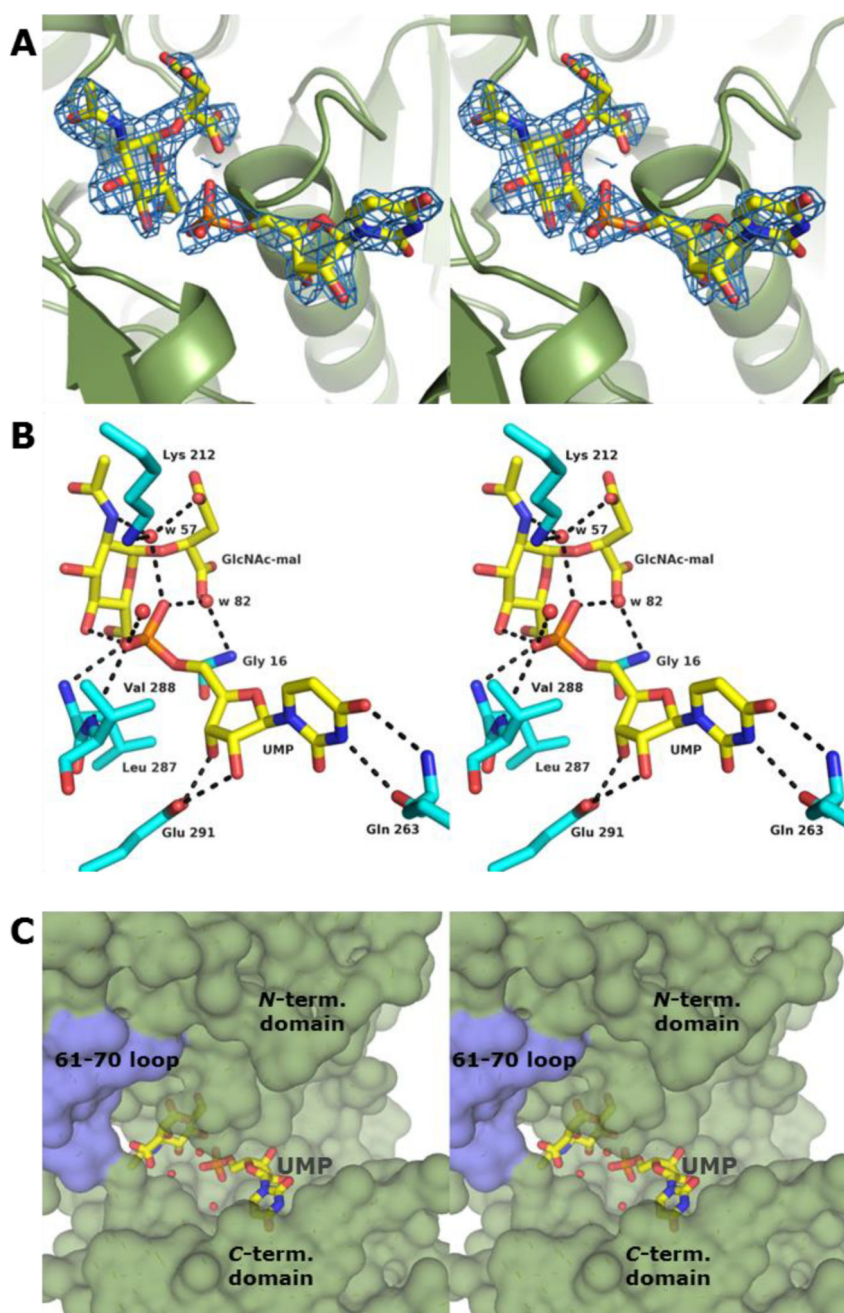 A
B
Lys 212
w 57
GlcNAc-mal
w 82
Gly 16
Val 288
UMP
Leu 287
Glu 291
Gln 263
Lys 212
w 57
GlcNAc-mal
w 82
Gly 16
Val 288
UMP
Leu 287
Glu 291
Gln 263
C
N-term.
domain
61-70 loop
UMP
C-term.
domain
N-term.
domain
61-70 loop
UMP
C-term.
domain